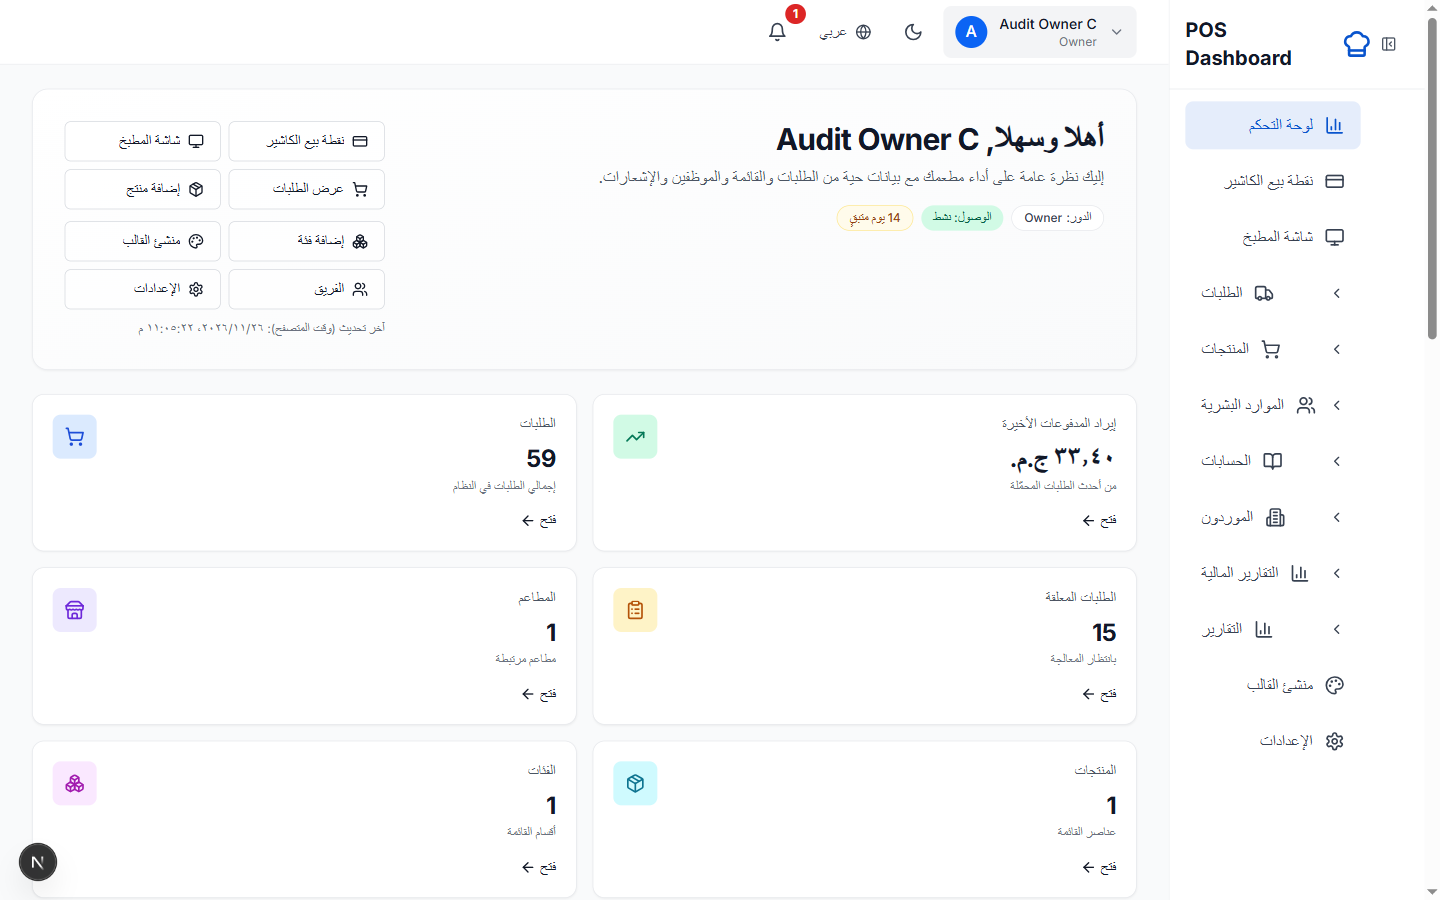 POS
Dashboard
لوحة التحكم
نقطة بيع الكاشير
شاشة المطبخ
الطلبات
المنتجات
الموارد البشرية
الحسابات
الموردون
التقارير المالية
التقارير
منشئ القالب
الإعدادات
Audit Owner C
Owner
A
عربي
1
أهلا وسهلا, Audit Owner C
إليك نظرة عامة على أداء مطعمك مع بيانات حية من الطلبات والقائمة والموظفين والإشعارات.
الدور: Owner
الوصول: نشط
14 يوم متبقٍ
نقطة بيع الكاشير
شاشة المطبخ
عرض الطلبات
إضافة منتج
إضافة فئة
منشئ القالب
الفريق
الإعدادات
آخر تحديث (وقت المتصفح): ٢٠٢٦/١١/٢٦، ١١:٠٥:٢٢ م
إيراد المدفوعات الأخيرة
٣٣,٤٠ ج.م.
من أحدث الطلبات المحمّلة
فتح
الطلبات
59
إجمالي الطلبات في النظام
فتح
الطلبات المعلقة
15
بانتظار المعالجة
فتح
المطاعم
1
مطاعم مرتبطة
فتح
المنتجات
1
عناصر القائمة
فتح
الفئات
1
أقسام القائمة
فتح
N